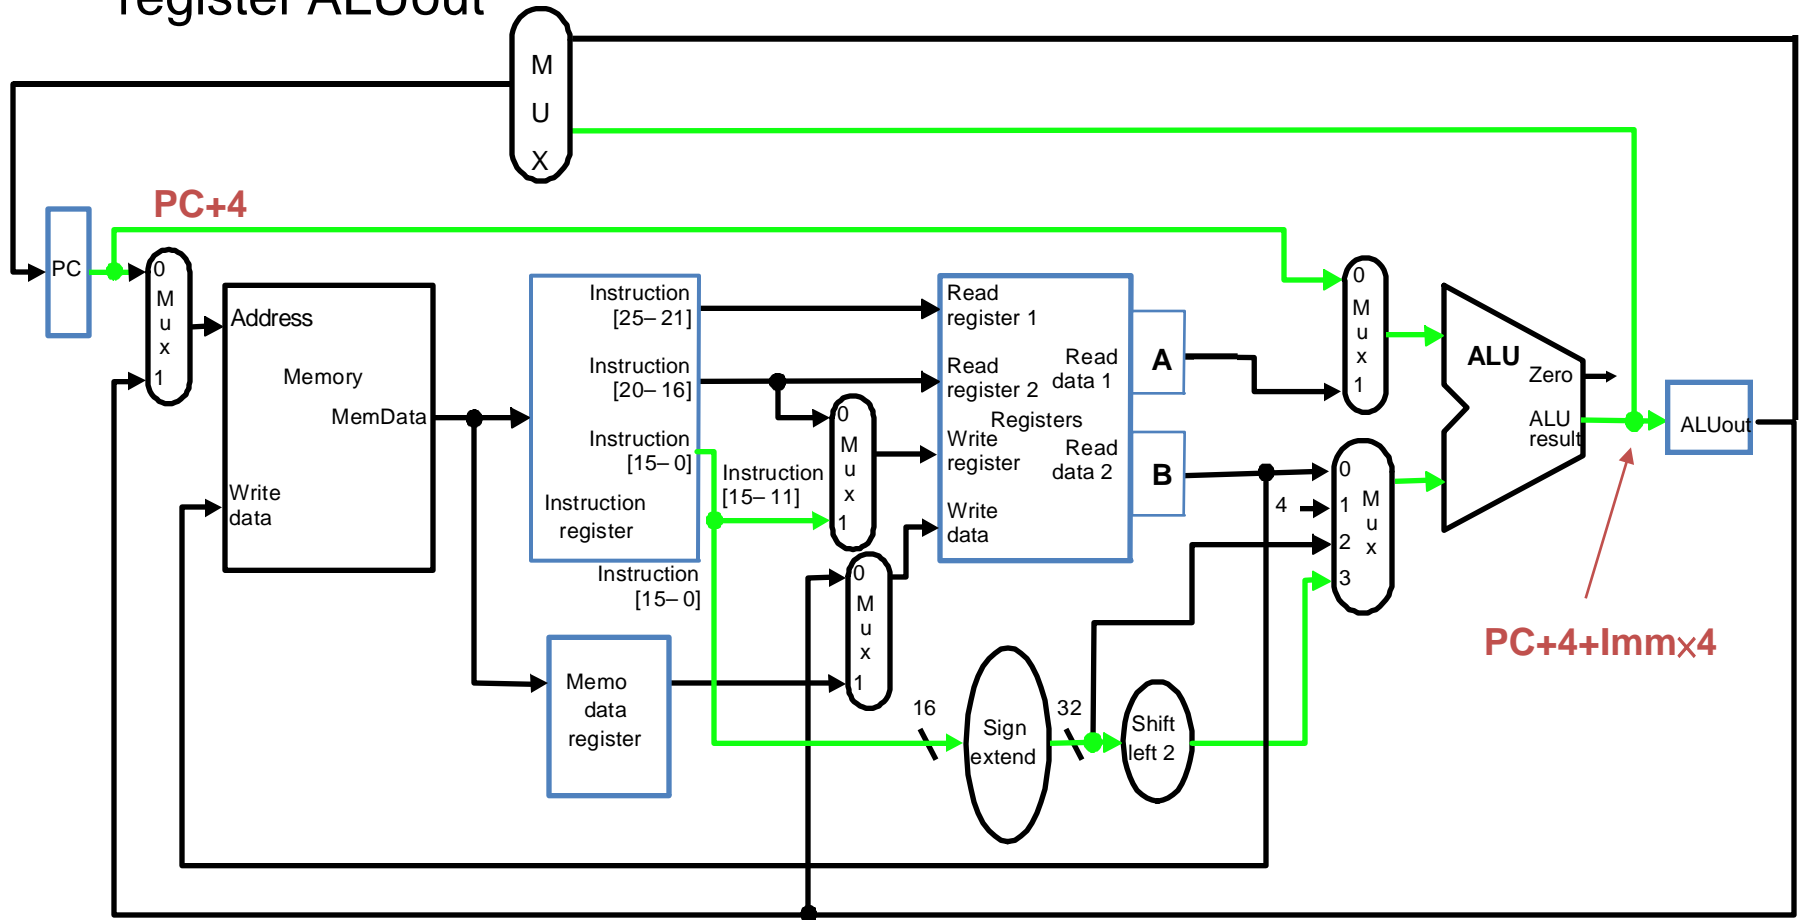 register ALUout
M
U
X
PC+4
PC
0
M
u
x
1
Address
Memory
MemData
Write
data
Instruction
[25–21]
Instruction
[20–16]
Instruction
[15–0]
Instruction
register
Instruction
[15–0]
Instruction
[15–11]
0
M
u
x
1
0
M
u
x
1
Memo
data
register
Read
register 1
Read
register 2
Registers
Write
register
Write
data
Read
data 1
Read
data 2
A
B
16
Sign
extend
32
Shift
left 2
0
M
u
x
1
4
0
1
2
3
M
u
x
ALU
Zero
ALU
result
ALUout
PC+4+Imm×4